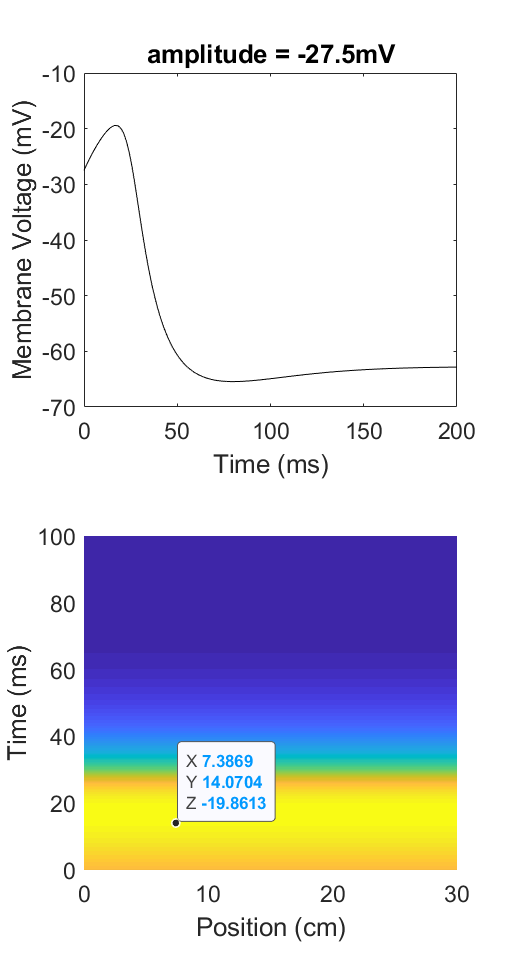 amplitude = -27.5mV
-10
-20
-30
-40
-50
-60
-70
Membrane Voltage (mV)
0 50 100 150 200
Time (ms)
100
80
60
40
20
0
Time (ms)
X 7.3869
Y 14.0704
Z -19.8613
0 10 20 30
Position (cm)